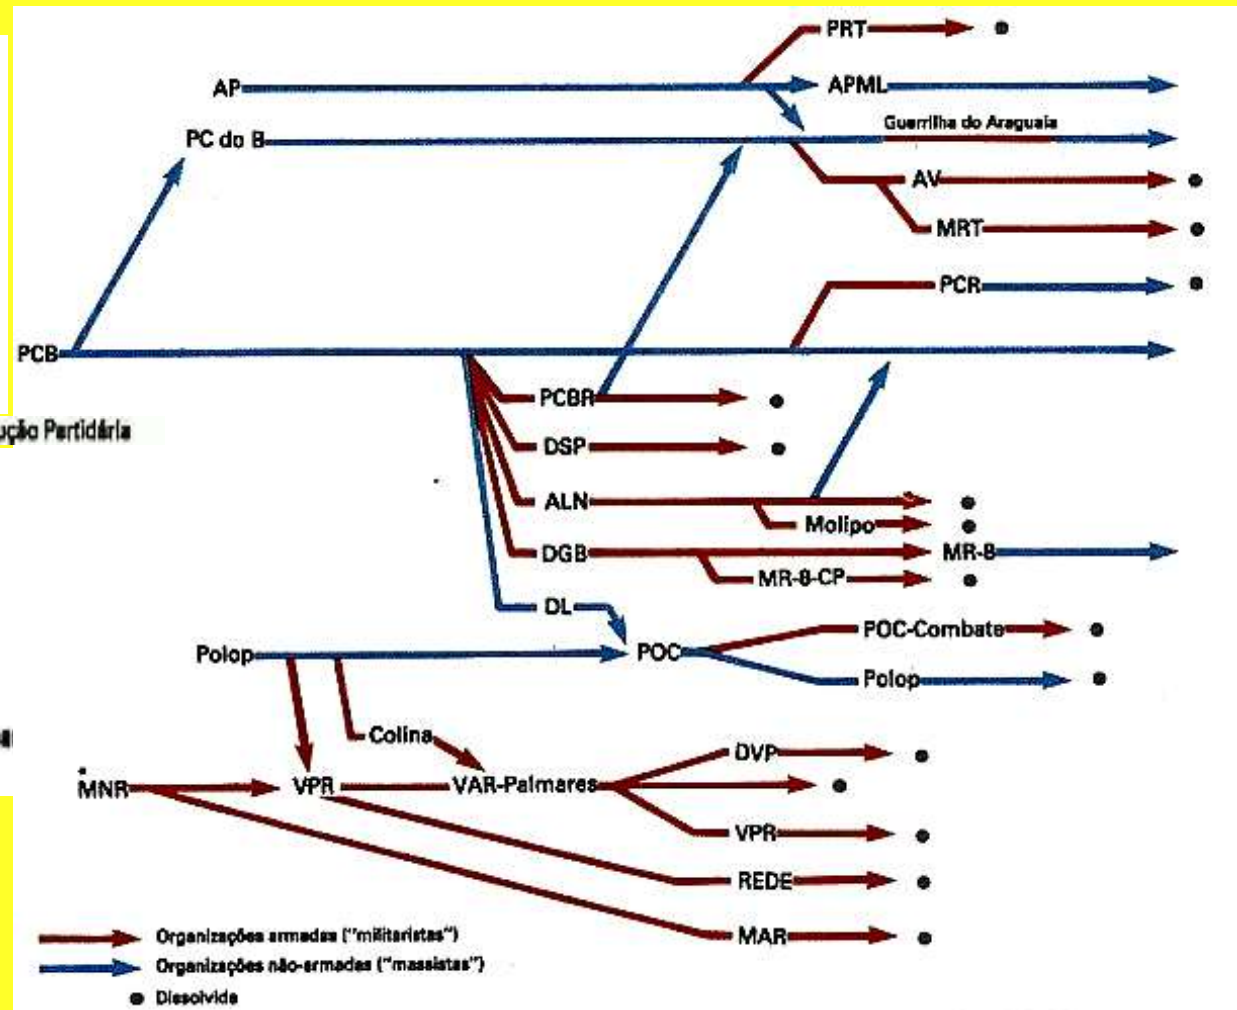 PRT
AP
APML
Guerrilha do Araguaia
PC do B
AV
MRT
PCR
PCB
PCBR
ução Partidária
DSP
ALN
Molipo
DGB
MR-8
MR-8-CP
DL
POC-Combate
Polop
POC
Polop
Colina
DVP
MNR
VPR
VAR-Palmares
VPR
REDE
MAR
Organizações armadas ("militaristas")
Organizações não-armadas ("massistas")
Dissolvida